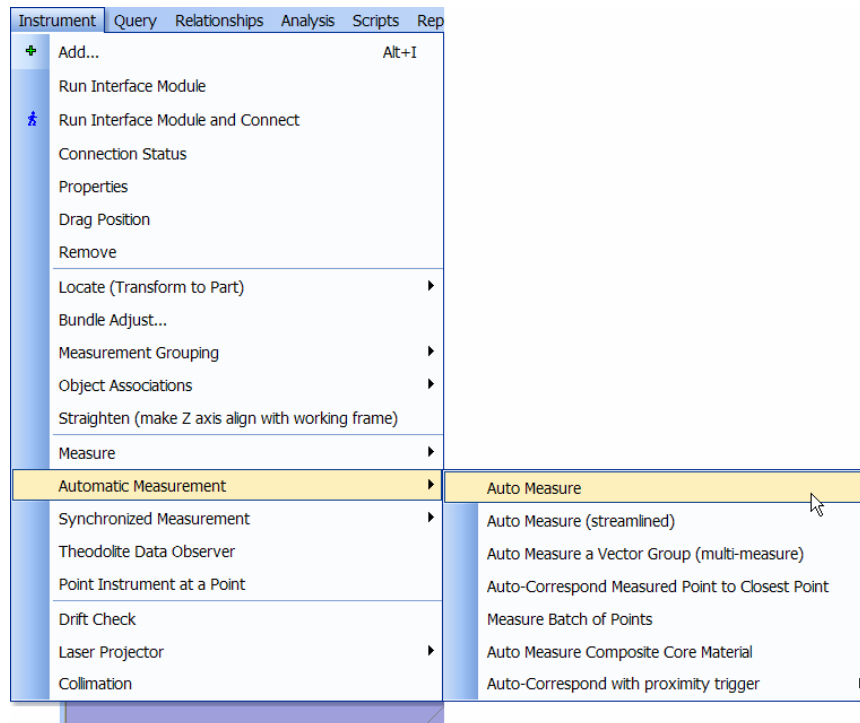 Instrument Query Relationships Analysis Scripts Rep
Add... Alt+I
Run Interface Module
Run Interface Module and Connect
Connection Status
Properties
Drag Position
Remove
Locate (Transform to Part)
Bundle Adjust...
Measurement Grouping
Object Associations
Straighten (make Z axis align with working frame)
Measure
Automatic Measurement
Synchronized Measurement
Theodolite Data Observer
Point Instrument at a Point
Drift Check
Laser Projector
Collimation
Auto Measure
Auto Measure (streamlined)
Auto Measure a Vector Group (multi-measure)
Auto-Correspond Measured Point to Closest Point
Measure Batch of Points
Auto Measure Composite Core Material
Auto-Correspond with proximity trigger